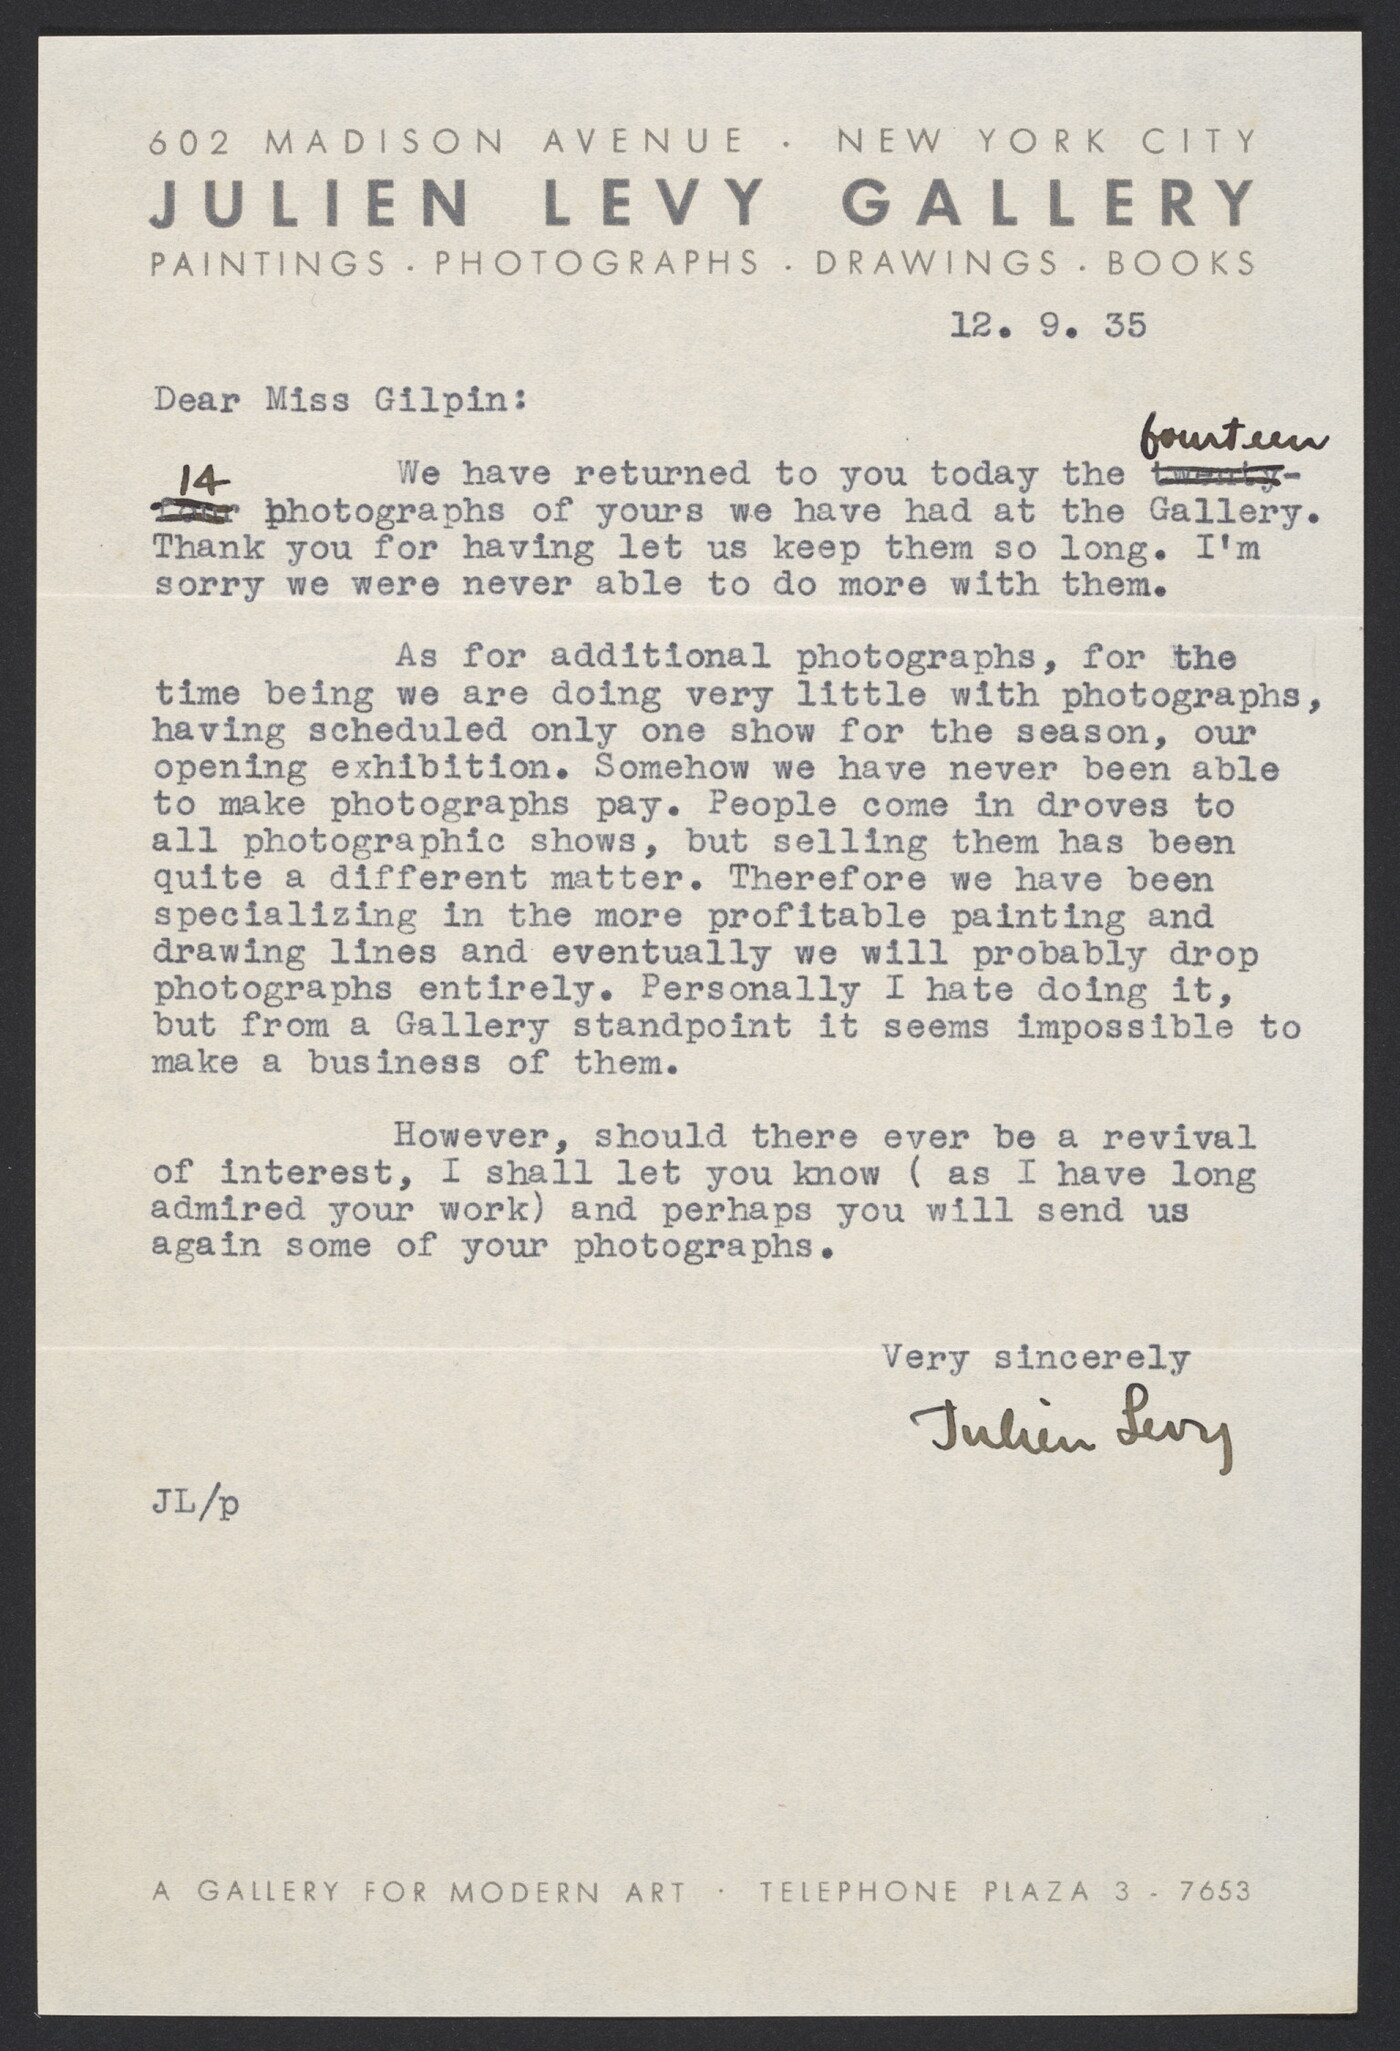 602 MADISON AVENUE · NEW YORK CITY
JULIEN LEVY GALLERY
PAINTINGS · PHOTOGRAPHS · DRAWINGS · BOOKS
12. 9. 35
Dear Miss Gilpin:
fourteen
We have returned to you today the twenty-
14
four photographs of yours we have had at the Gallery.
Thank you for having let us keep them so long. I'm
sorry we were never able to do more with them.
As for additional photographs, for the
time being we are doing very little with photographs,
having scheduled only one show for the season, our
opening exhibition. Somehow we have never been able
to make photographs pay. People come in droves to
all photographic shows, but selling them has been
quite a different matter. Therefore we have been
specializing in the more profitable painting and
drawing lines and eventually we will probably drop
photographs entirely. Personally I hate doing it,
but from a Gallery standpoint it seems impossible to
make a business of them.
However, should there ever be a revival
of interest, I shall let you know ( as I have long
admired your work) and perhaps you will send us
again some of your photographs.
Very sincerely
Julien Levy
JL/p
A GALLERY FOR MODERN ART · TELEPHONE PLAZA 3 - 7653